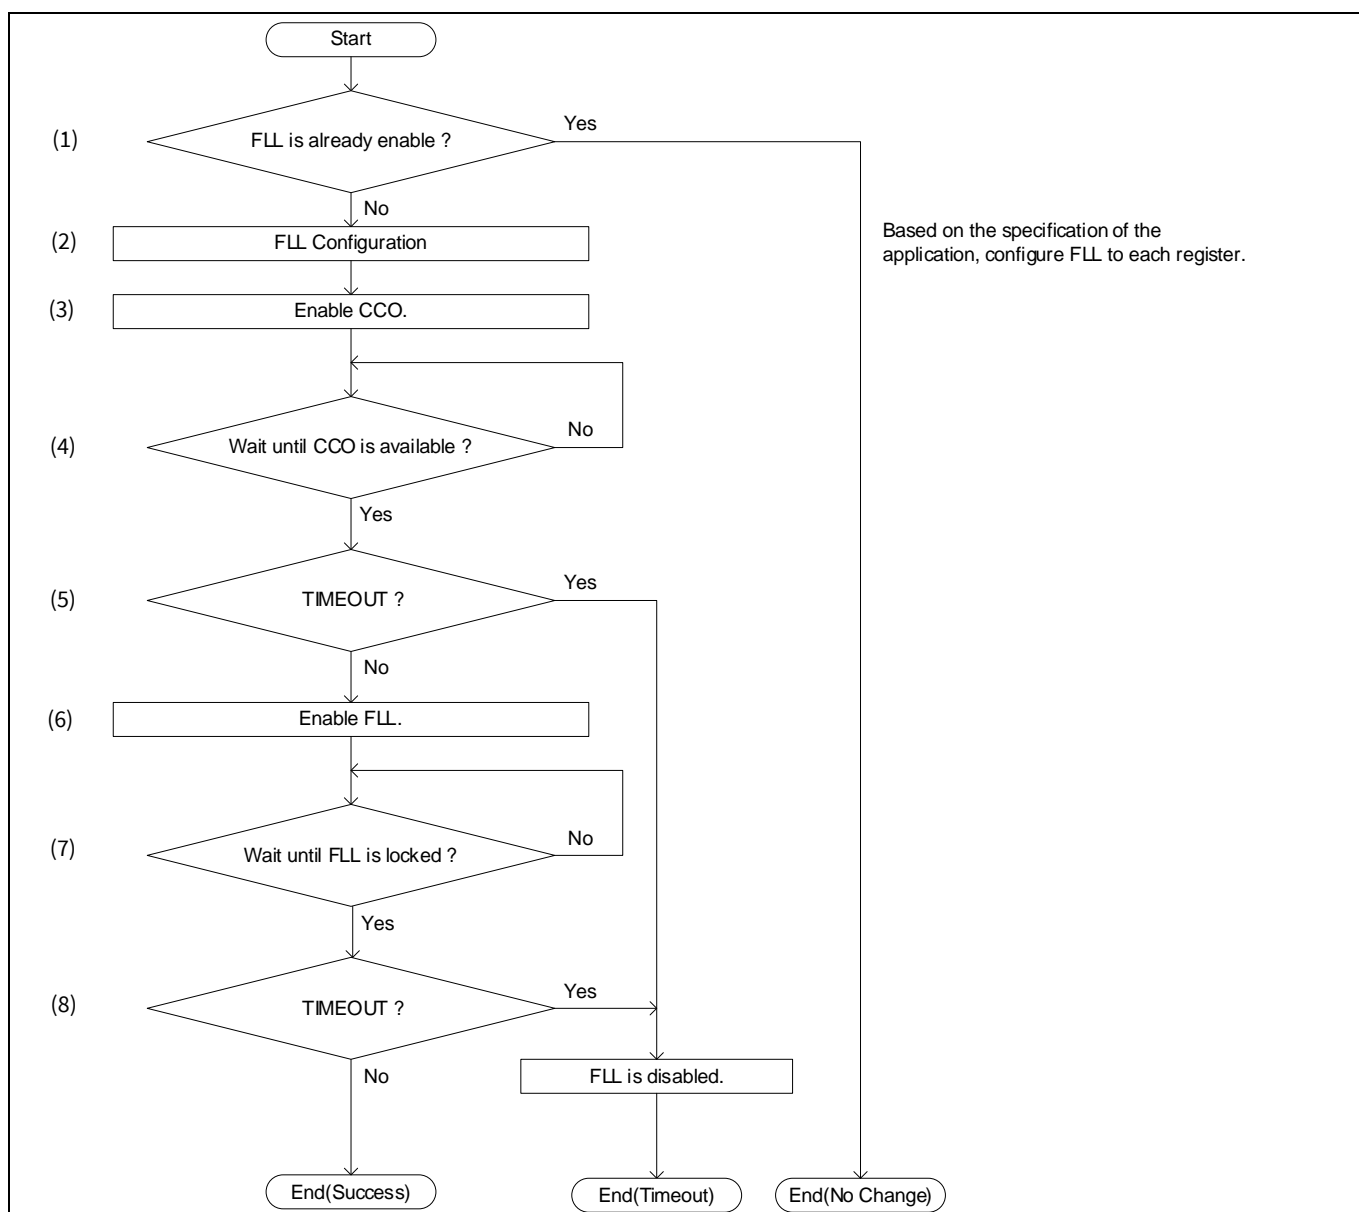 Start
(1)
FLL is already enable ?
Yes
No
(2)
FLL Configuration
Based on the specification of the
application, configure FLL to each register.
(3)
Enable CCO.
(4)
Wait until CCO is available ?
No
Yes
(5)
TIMEOUT ?
Yes
No
(6)
Enable FLL.
(7)
Wait until FLL is locked ?
No
Yes
(8)
TIMEOUT ?
Yes
No
FLL is disabled.
End(Success)
End(Timeout)
End(No Change)